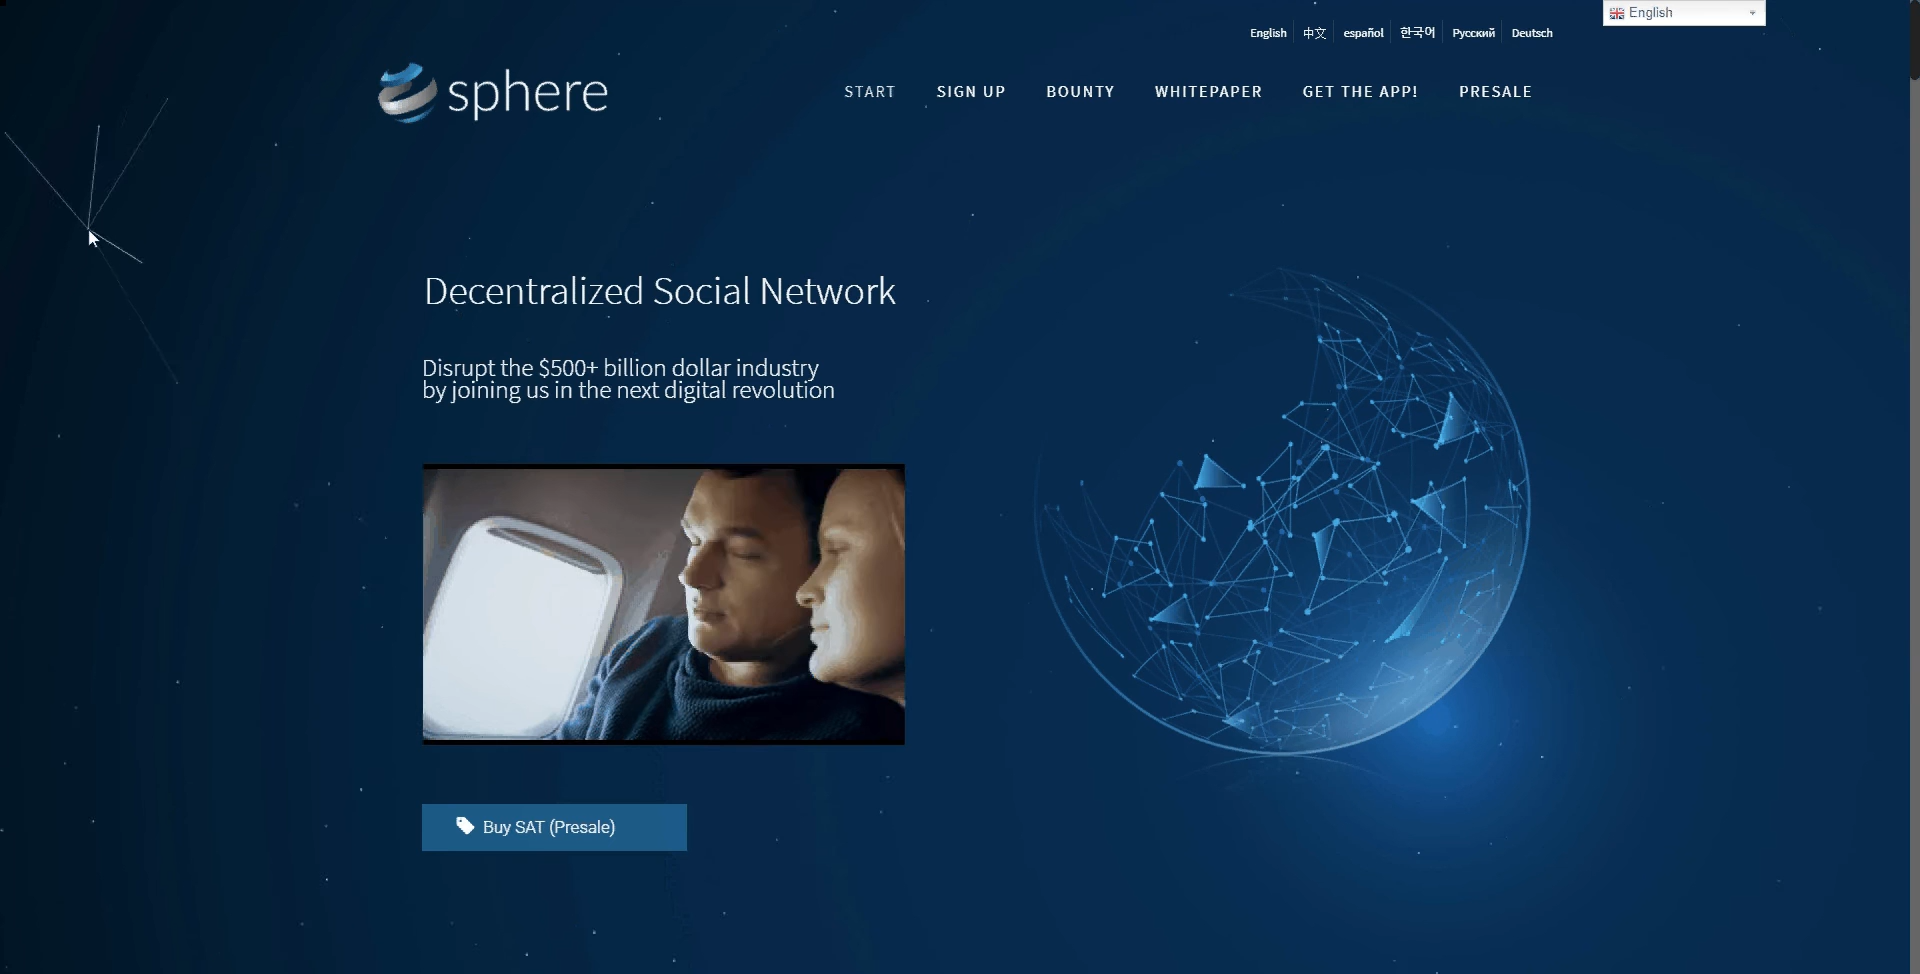 English
English 中文 español 한국어 Русский Deutsch
sphere
START SIGN UP BOUNTY WHITEPAPER GET THE APP! PRESALE
Decentralized Social Network
Disrupt the $500+ billion dollar industry
by joining us in the next digital revolution
Buy SAT (Presale)